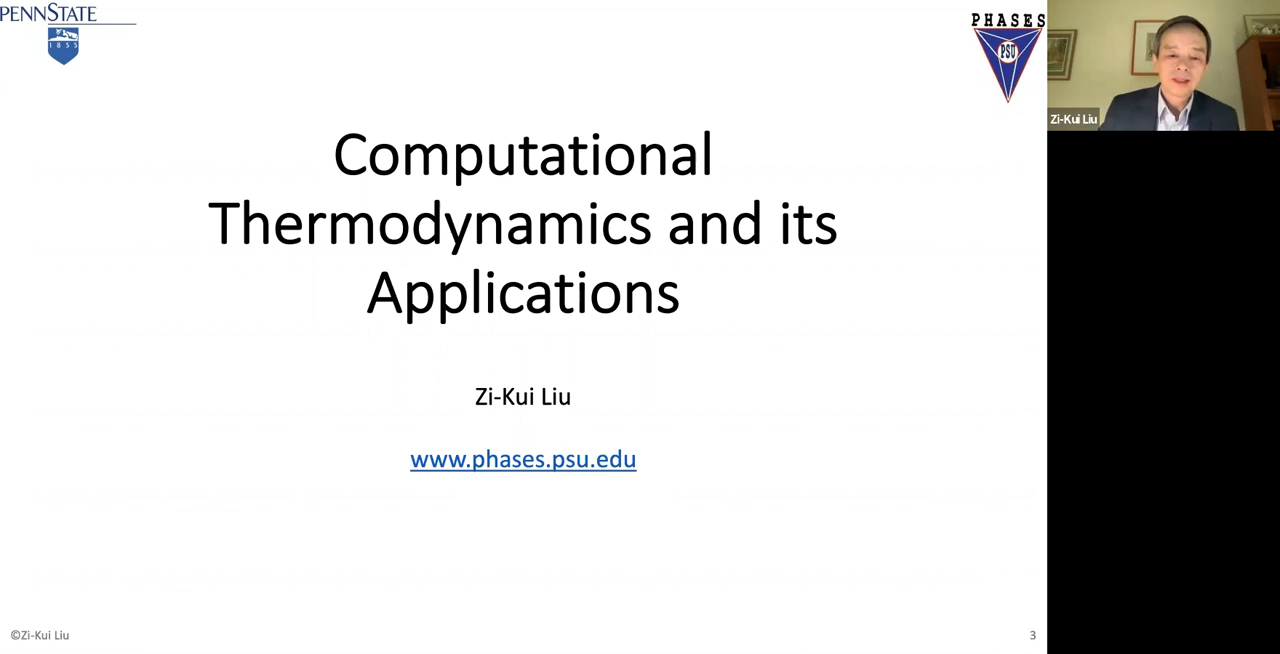 PENNSTATE
1855
PHASES
PSU
Zi-Kui Liu
Computational
Thermodynamics and its
Applications
Zi-Kui Liu
www.phases.psu.edu
©Zi-Kui Liu
3